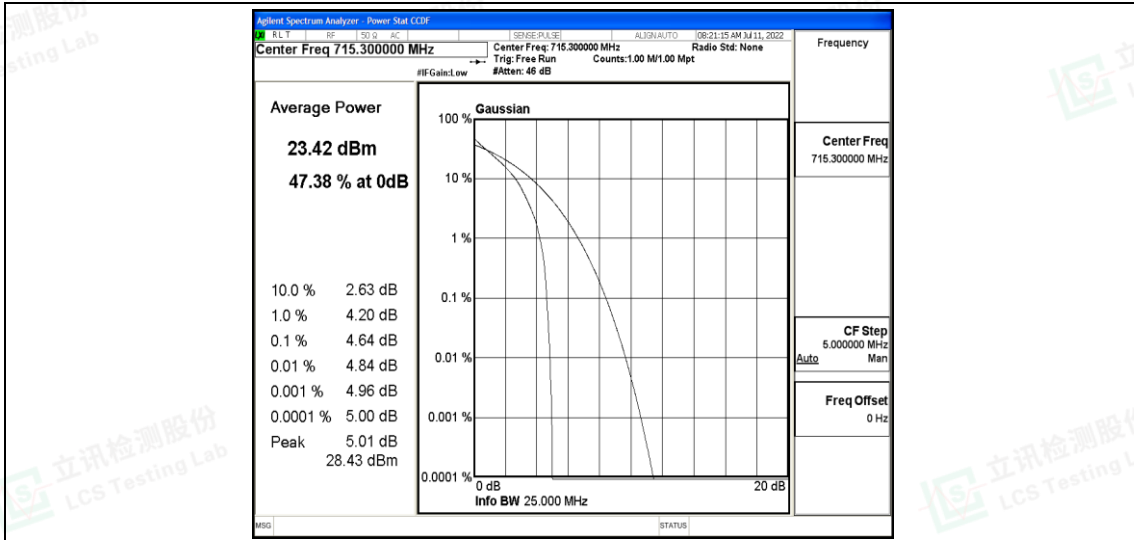 Agilent Spectrum Analyzer - Power Stat CCDF
RLT RF 50 Ω AC SENSE:PULSE ALIGNAUTO 08:21:15 AM Jul 11, 2022
Center Freq 715.300000 MHz
Center Freq: 715.300000 MHz Radio Std: None
Trig: Free Run Counts:1.00 M/1.00 Mpt
#IFGain:Low #Atten: 46 dB
Frequency
Average Power
23.42 dBm
47.38 % at 0dB
10.0 % 2.63 dB
1.0 % 4.20 dB
0.1 % 4.64 dB
0.01 % 4.84 dB
0.001 % 4.96 dB
0.0001 % 5.00 dB
Peak 5.01 dB
28.43 dBm
Gaussian
100 %
10 %
1 %
0.1 %
0.01 %
0.001 %
0.0001 %
0 dB 20 dB
Info BW 25.000 MHz
Center Freq
715.300000 MHz
CF Step
5.000000 MHz
Auto Man
Freq Offset
0 Hz
MSG STATUS
立讯检测股份
LCS Testing Lab
立讯检测股份
LCS Testing L